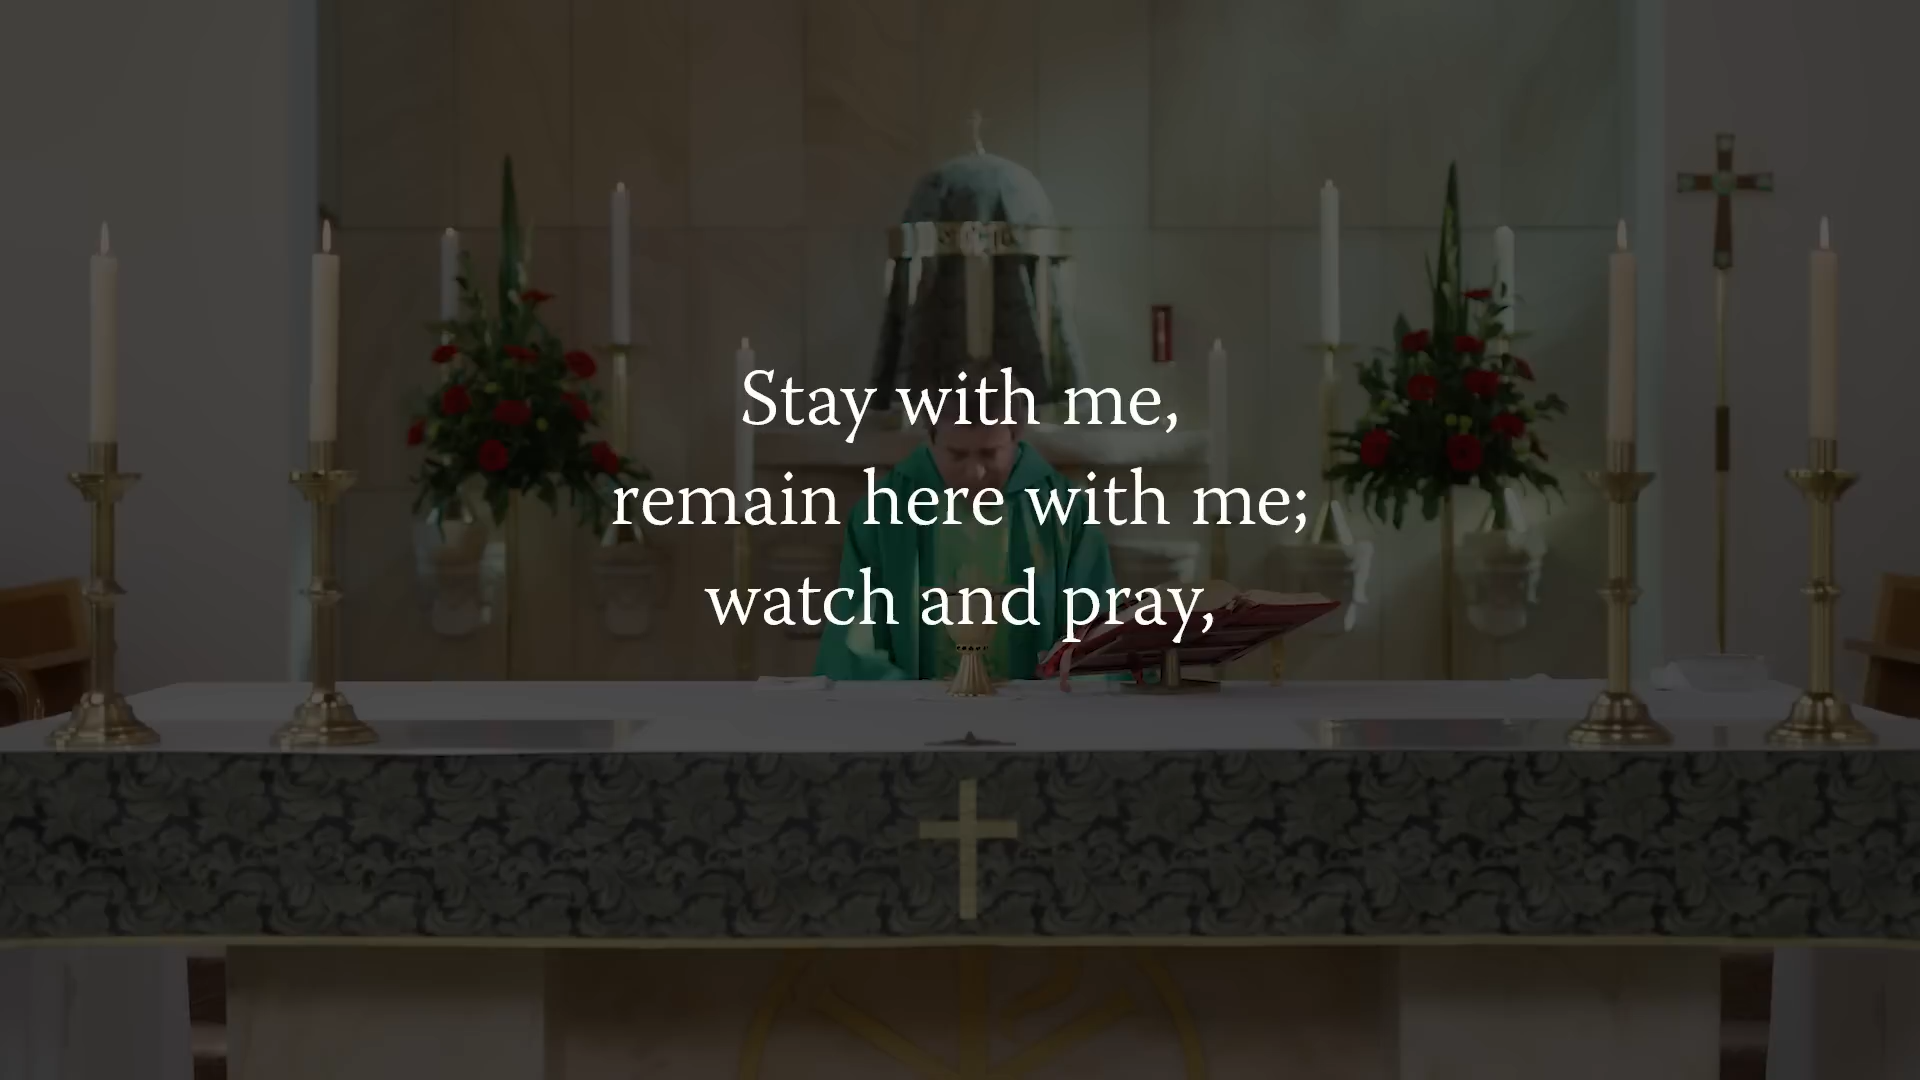 Stay with me,
remain here with me;
watch and pray,